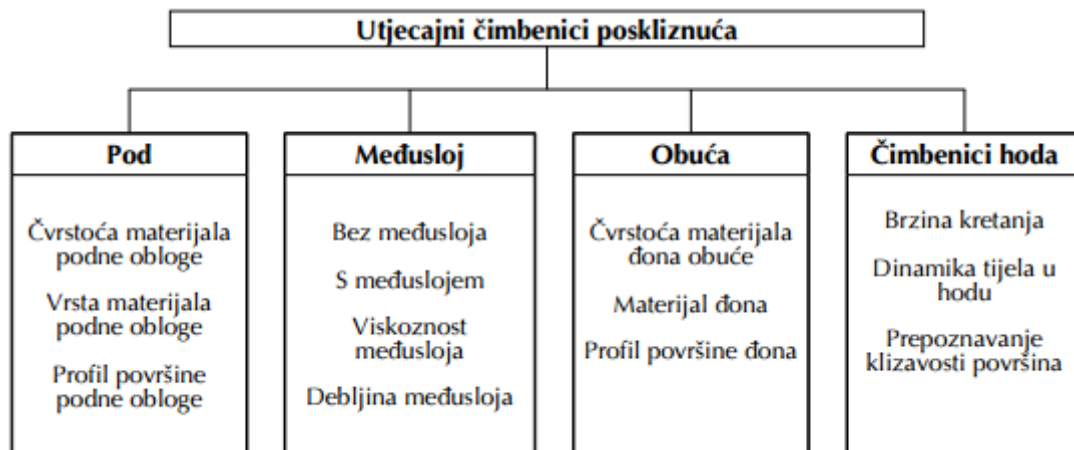 Utjecajni čimbenici poskliznuća
Pod
Čvrstoća materijala
podne obloge
Vrsta materijala
podne obloge
Profil površine
podne obloge
Međusloj
Bez međusloja
S međuslojem
Viskoznost
međusloja
Debljina međusloja
Obuća
Čvrstoća materijala
đona obuće
Materijal đona
Profil površine đona
Čimbenici hoda
Brzina kretanja
Dinamika tijela u
hodu
Prepoznavanje
klizavosti površina